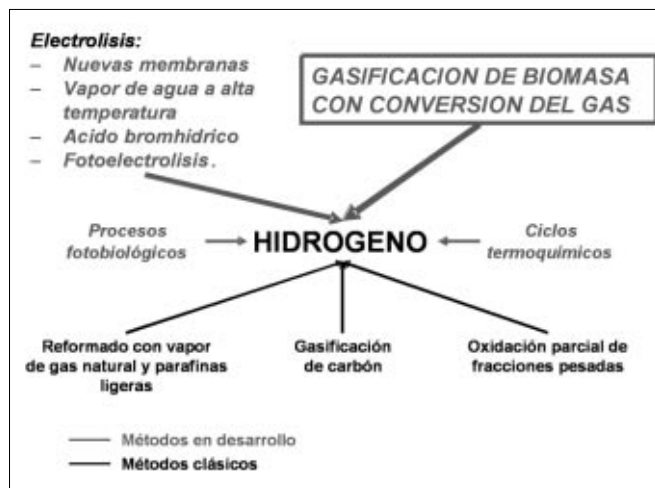 Electrolisis:
– Nuevas membranas
– Vapor de agua a alta
temperatura
– Acido bromhídrico
– Fotoelectrolisis.
GASIFICACION DE BIOMASA
CON CONVERSION DEL GAS
Procesos
fotobiológicos
HIDROGENO
Ciclos
termoquímicos
Reformado con vapor
de gas natural y parafinas
ligeras
Gasificación
de carbón
Oxidación parcial de
fracciones pesadas
Métodos en desarrollo
Métodos clásicos